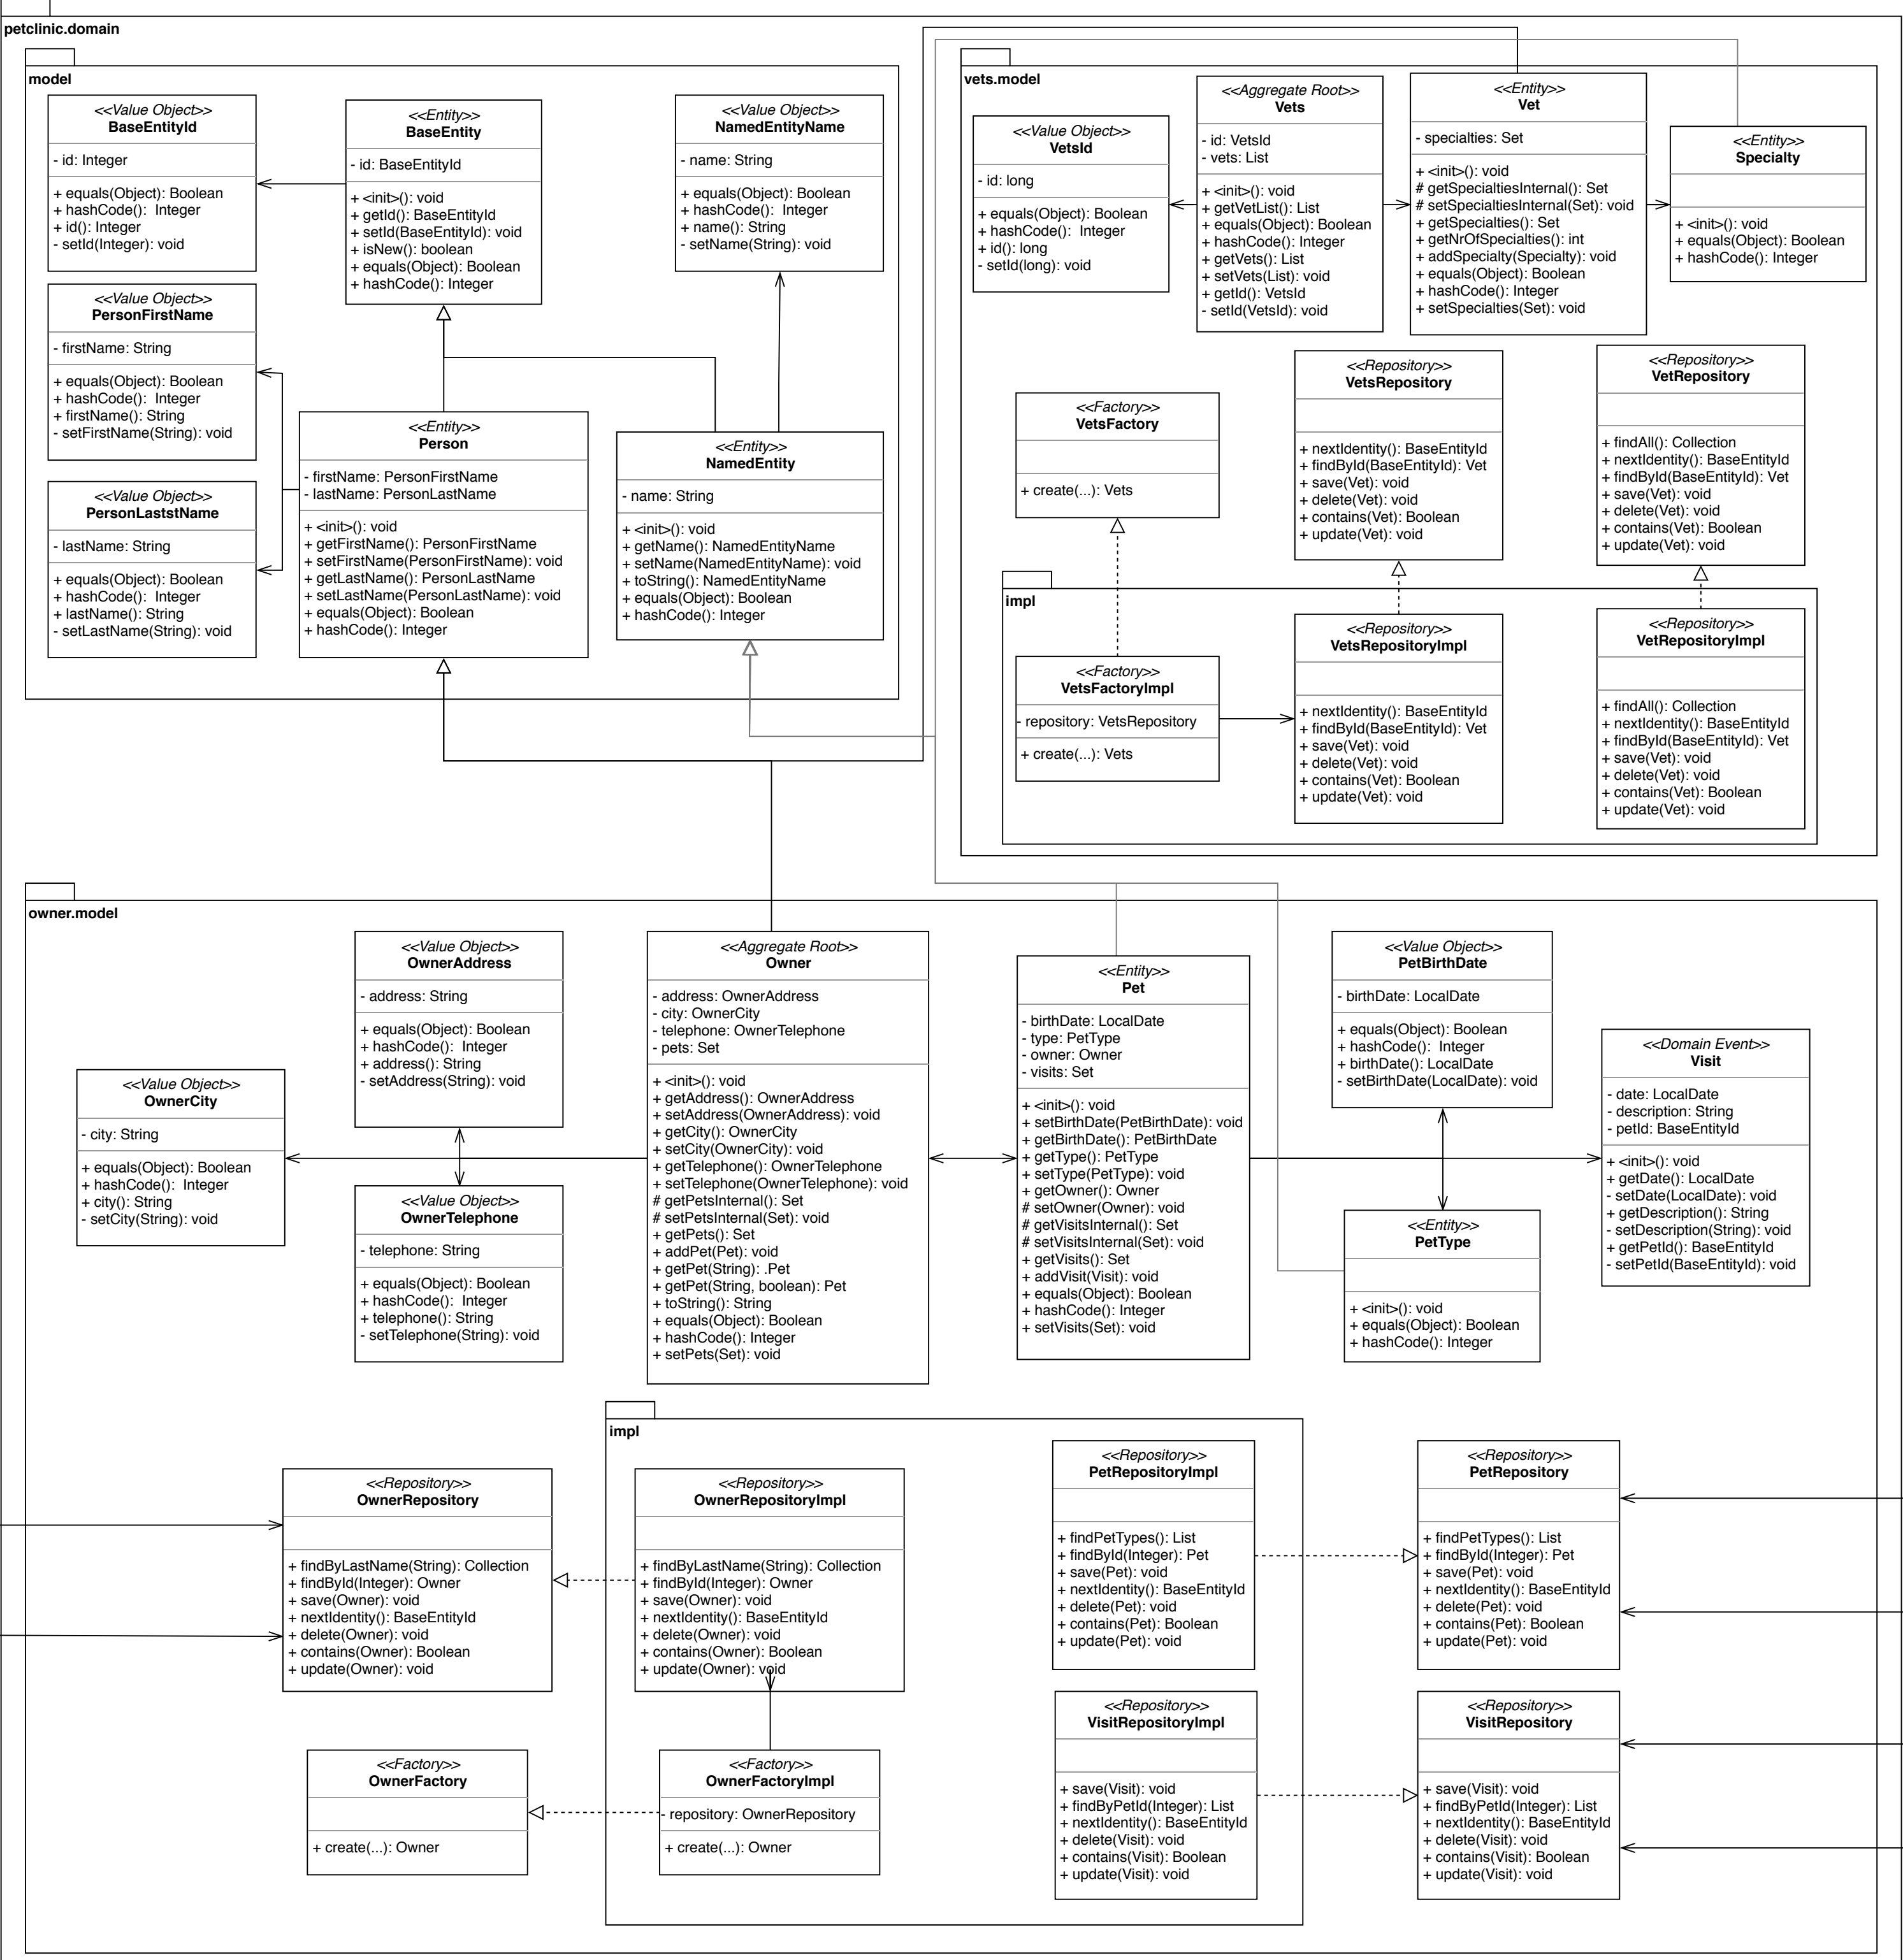 petclinic.domain
model
<<Value Object>>
BaseEntityId
- id: Integer
+ equals(Object): Boolean
+ hashCode():  Integer
+ id(): Integer
- setId(Integer): void
<<Entity>>
BaseEntity
- id: BaseEntityId
+ <init>(): void
+ getId(): BaseEntityId
+ setId(BaseEntityId): void
+ isNew(): boolean
+ equals(Object): Boolean
+ hashCode(): Integer
<<Value Object>>
NamedEntityName
- name: String
+ equals(Object): Boolean
+ hashCode():  Integer
+ name(): String
- setName(String): void
<<Value Object>>
PersonFirstName
- firstName: String
+ equals(Object): Boolean
+ hashCode():  Integer
+ firstName(): String
- setFirstName(String): void
<<Value Object>>
PersonLaststName
- lastName: String
+ equals(Object): Boolean
+ hashCode():  Integer
+ lastName(): String
- setLastName(String): void
<<Entity>>
Person
- firstName: PersonFirstName
- lastName: PersonLastName
+ <init>(): void
+ getFirstName(): PersonFirstName
+ setFirstName(PersonFirstName): void
+ getLastName(): PersonLastName
+ setLastName(PersonLastName): void
+ equals(Object): Boolean
+ hashCode(): Integer
<<Entity>>
NamedEntity
- name: String
+ <init>(): void
+ getName(): NamedEntityName
+ setName(NamedEntityName): void
+ toString(): NamedEntityName
+ equals(Object): Boolean
+ hashCode(): Integer
vets.model
<<Value Object>>
VetsId
- id: long
+ equals(Object): Boolean
+ hashCode():  Integer
+ id(): long
- setId(long): void
<<Aggregate Root>>
Vets
- id: VetsId
- vets: List
+ <init>(): void
+ getVetList(): List
+ equals(Object): Boolean
+ hashCode(): Integer
+ getVets(): List
+ setVets(List): void
+ getId(): VetsId
- setId(VetsId): void
<<Entity>>
Vet
- specialties: Set
+ <init>(): void
# getSpecialtiesInternal(): Set
# setSpecialtiesInternal(Set): void
+ getSpecialties(): Set
+ getNrOfSpecialties(): int
+ addSpecialty(Specialty): void
+ equals(Object): Boolean
+ hashCode(): Integer
+ setSpecialties(Set): void
<<Entity>>
Specialty
+ <init>(): void
+ equals(Object): Boolean
+ hashCode(): Integer
<<Factory>>
VetsFactory
+ create(...): Vets
<<Repository>>
VetsRepository
+ nextIdentity(): BaseEntityId
+ findById(BaseEntityId): Vet
+ save(Vet): void
+ delete(Vet): void
+ contains(Vet): Boolean
+ update(Vet): void
<<Repository>>
VetRepository
+ findAll(): Collection
+ nextIdentity(): BaseEntityId
+ findById(BaseEntityId): Vet
+ save(Vet): void
+ delete(Vet): void
+ contains(Vet): Boolean
+ update(Vet): void
impl
<<Factory>>
VetsFactoryImpl
- repository: VetsRepository
+ create(...): Vets
<<Repository>>
VetsRepositoryImpl
+ nextIdentity(): BaseEntityId
+ findById(BaseEntityId): Vet
+ save(Vet): void
+ delete(Vet): void
+ contains(Vet): Boolean
+ update(Vet): void
<<Repository>>
VetRepositoryImpl
+ findAll(): Collection
+ nextIdentity(): BaseEntityId
+ findById(BaseEntityId): Vet
+ save(Vet): void
+ delete(Vet): void
+ contains(Vet): Boolean
+ update(Vet): void
owner.model
<<Value Object>>
OwnerCity
- city: String
+ equals(Object): Boolean
+ hashCode():  Integer
+ city(): String
- setCity(String): void
<<Value Object>>
OwnerAddress
- address: String
+ equals(Object): Boolean
+ hashCode():  Integer
+ address(): String
- setAddress(String): void
<<Value Object>>
OwnerTelephone
- telephone: String
+ equals(Object): Boolean
+ hashCode():  Integer
+ telephone(): String
- setTelephone(String): void
<<Aggregate Root>>
Owner
- address: OwnerAddress
- city: OwnerCity
- telephone: OwnerTelephone
- pets: Set
+ <init>(): void
+ getAddress(): OwnerAddress
+ setAddress(OwnerAddress): void
+ getCity(): OwnerCity
+ setCity(OwnerCity): void
+ getTelephone(): OwnerTelephone
+ setTelephone(OwnerTelephone): void
# getPetsInternal(): Set
# setPetsInternal(Set): void
+ getPets(): Set
+ addPet(Pet): void
+ getPet(String): .Pet
+ getPet(String, boolean): Pet
+ toString(): String
+ equals(Object): Boolean
+ hashCode(): Integer
+ setPets(Set): void
<<Entity>>
Pet
- birthDate: LocalDate
- type: PetType
- owner: Owner
- visits: Set
+ <init>(): void
+ setBirthDate(PetBirthDate): void
+ getBirthDate(): PetBirthDate
+ getType(): PetType
+ setType(PetType): void
+ getOwner(): Owner
# setOwner(Owner): void
# getVisitsInternal(): Set
# setVisitsInternal(Set): void
+ getVisits(): Set
+ addVisit(Visit): void
+ equals(Object): Boolean
+ hashCode(): Integer
+ setVisits(Set): void
<<Value Object>>
PetBirthDate
- birthDate: LocalDate
+ equals(Object): Boolean
+ hashCode():  Integer
+ birthDate(): LocalDate
- setBirthDate(LocalDate): void
<<Entity>>
PetType
+ <init>(): void
+ equals(Object): Boolean
+ hashCode(): Integer
<<Domain Event>>
Visit
- date: LocalDate
- description: String
- petId: BaseEntityId
+ <init>(): void
+ getDate(): LocalDate
- setDate(LocalDate): void
+ getDescription(): String
- setDescription(String): void
+ getPetId(): BaseEntityId
- setPetId(BaseEntityId): void
<<Repository>>
OwnerRepository
+ findByLastName(String): Collection
+ findById(Integer): Owner
+ save(Owner): void
+ nextIdentity(): BaseEntityId
+ delete(Owner): void
+ contains(Owner): Boolean
+ update(Owner): void
<<Factory>>
OwnerFactory
+ create(...): Owner
impl
<<Repository>>
OwnerRepositoryImpl
+ findByLastName(String): Collection
+ findById(Integer): Owner
+ save(Owner): void
+ nextIdentity(): BaseEntityId
+ delete(Owner): void
+ contains(Owner): Boolean
+ update(Owner): void
<<Factory>>
OwnerFactoryImpl
- repository: OwnerRepository
+ create(...): Owner
<<Repository>>
PetRepositoryImpl
+ findPetTypes(): List
+ findById(Integer): Pet
+ save(Pet): void
+ nextIdentity(): BaseEntityId
+ delete(Pet): void
+ contains(Pet): Boolean
+ update(Pet): void
<<Repository>>
VisitRepositoryImpl
+ save(Visit): void
+ findByPetId(Integer): List
+ nextIdentity(): BaseEntityId
+ delete(Visit): void
+ contains(Visit): Boolean
+ update(Visit): void
<<Repository>>
PetRepository
+ findPetTypes(): List
+ findById(Integer): Pet
+ save(Pet): void
+ nextIdentity(): BaseEntityId
+ delete(Pet): void
+ contains(Pet): Boolean
+ update(Pet): void
<<Repository>>
VisitRepository
+ save(Visit): void
+ findByPetId(Integer): List
+ nextIdentity(): BaseEntityId
+ delete(Visit): void
+ contains(Visit): Boolean
+ update(Visit): void